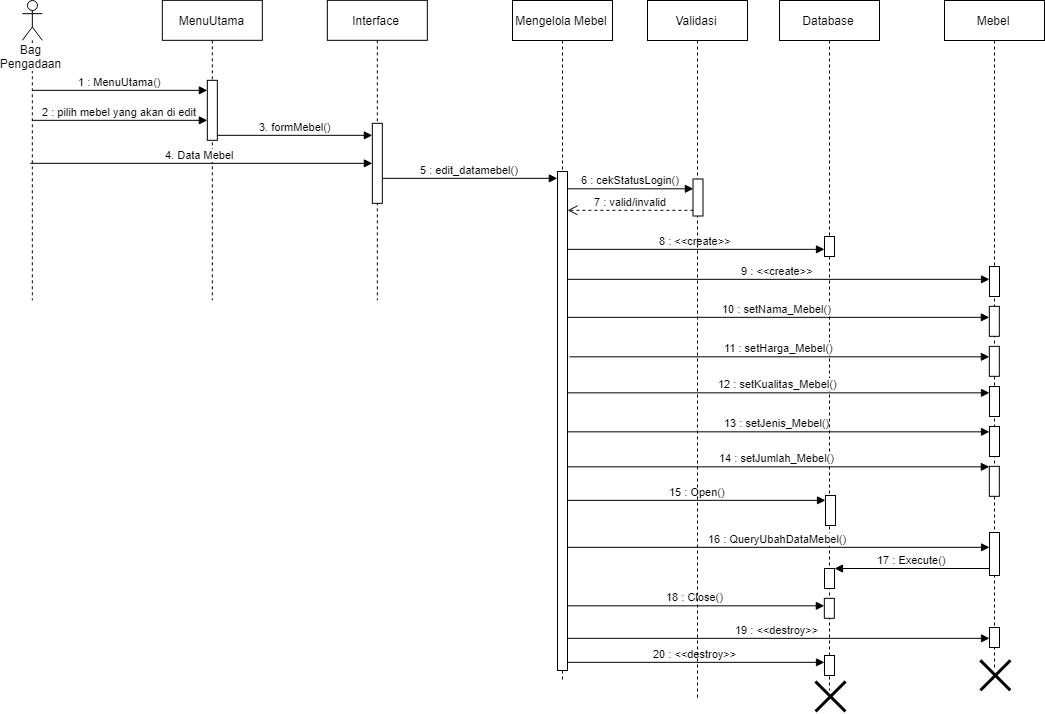 MenuUtama
Interface
Mengelola Mebel
Validasi
Database
Mebel
Bag
Pengadaan
1 : MenuUtama()
2 : pilih mebel yang akan di edit
3. formMebel()
4. Data Mebel
5 : edit_datamebel()
6 : cekStatusLogin()
7 : valid/invalid
8 : <<create>>
9 : <<create>>
10 : setNama_Mebel()
11 : setHarga_Mebel()
12 : setKualitas_Mebel()
13 : setJenis_Mebel()
14 : setJumlah_Mebel()
15 : Open()
16 : QueryUbahDataMebel()
17 : Execute()
18 : Close()
19 : <<destroy>>
20 : <<destroy>>